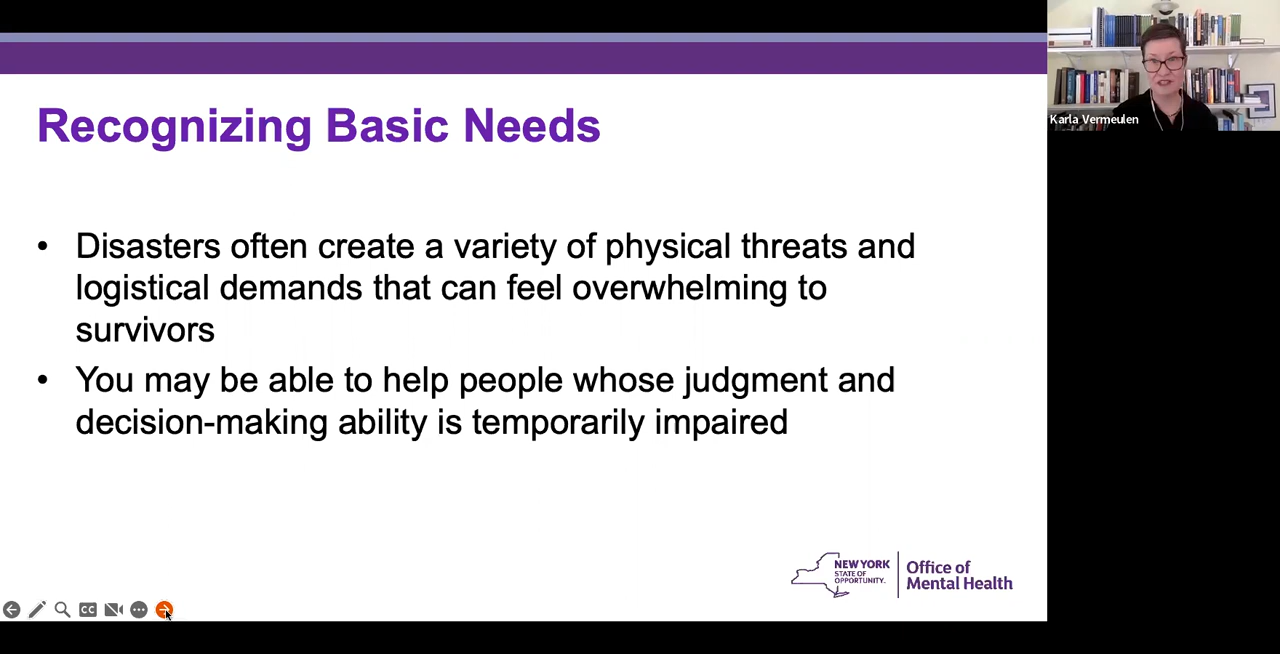 Recognizing Basic Needs
• Disasters often create a variety of physical threats and
logistical demands that can feel overwhelming to
survivors
• You may be able to help people whose judgment and
decision-making ability is temporarily impaired
NEW YORK
STATE OF
OPPORTUNITY.
Office of
Mental Health
CC
Karla Vermeulen